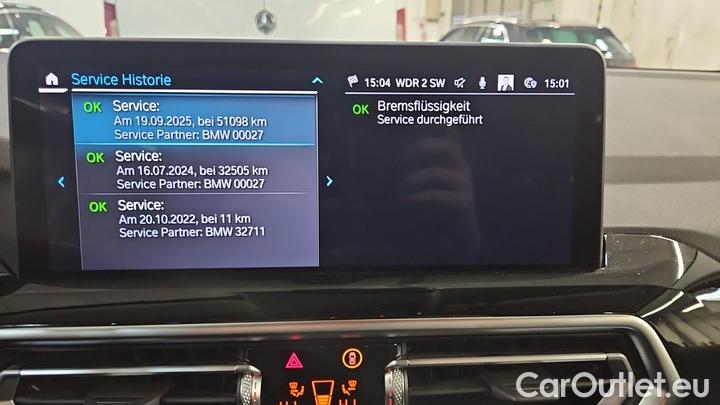 Service Historie
15:04 WDR 2 SW 15:01
OK Service:
Am 19.09.2025, bei 51098 km
Service Partner: BMW 00027
OK Service:
Am 16.07.2024, bei 32505 km
Service Partner: BMW 00027
OK Service:
Am 20.10.2022, bei 11 km
Service Partner: BMW 32711
OK Bremsflüssigkeit
Service durchgeführt
CarOutlet.eu